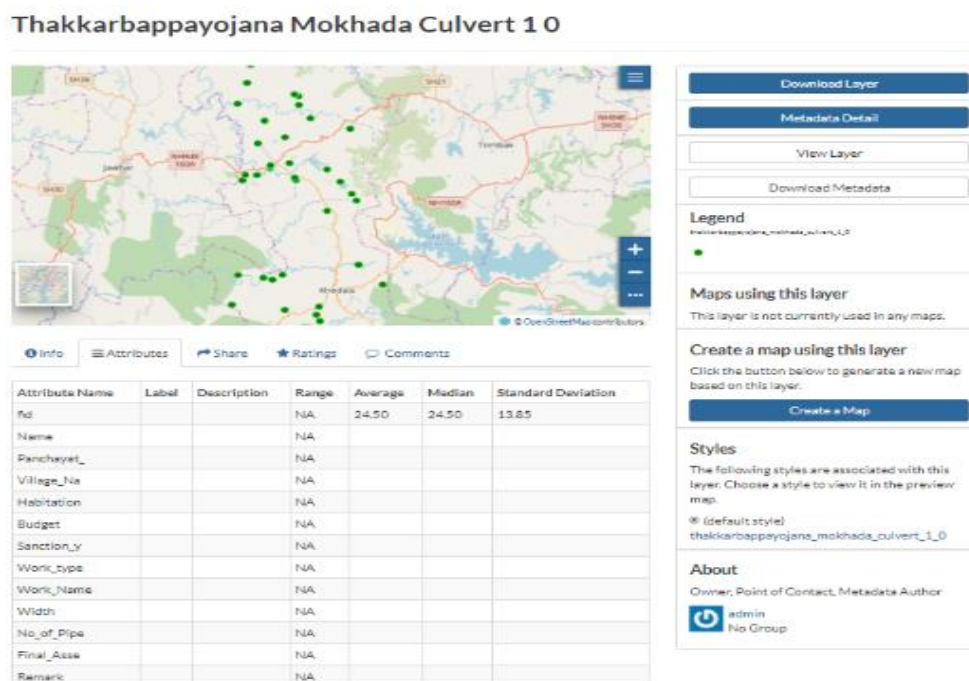 Thakkarbappayojana Mokhada Culvert 1 0
Jawhar
Trimbak
Khodala
© OpenStreetMap contributors
Info Attributes Share Ratings Comments
Attribute Name Label Description Range Average Median Standard Deviation
fid NA 24.50 24.50 13.85
Name NA
Panchayat_ NA
Village_Na NA
Habitation NA
Budget NA
Sanction_y NA
Work_type NA
Work_Name NA
Width NA
No_of_Pipe NA
Final_Asse NA
Remark NA
Download Layer
Metadata Detail
View Layer
Download Metadata
Legend
thakkarbappayojana_mokhada_culvert_1_0
Maps using this layer
This layer is not currently used in any maps.
Create a map using this layer
Click the button below to generate a new map
based on this layer.
Create a Map
Styles
The following styles are associated with this
layer. Choose a style to view it in the preview
map.
(default style)
thakkarbappayojana_mokhada_culvert_1_0
About
Owner, Point of Contact, Metadata Author
admin
No Group